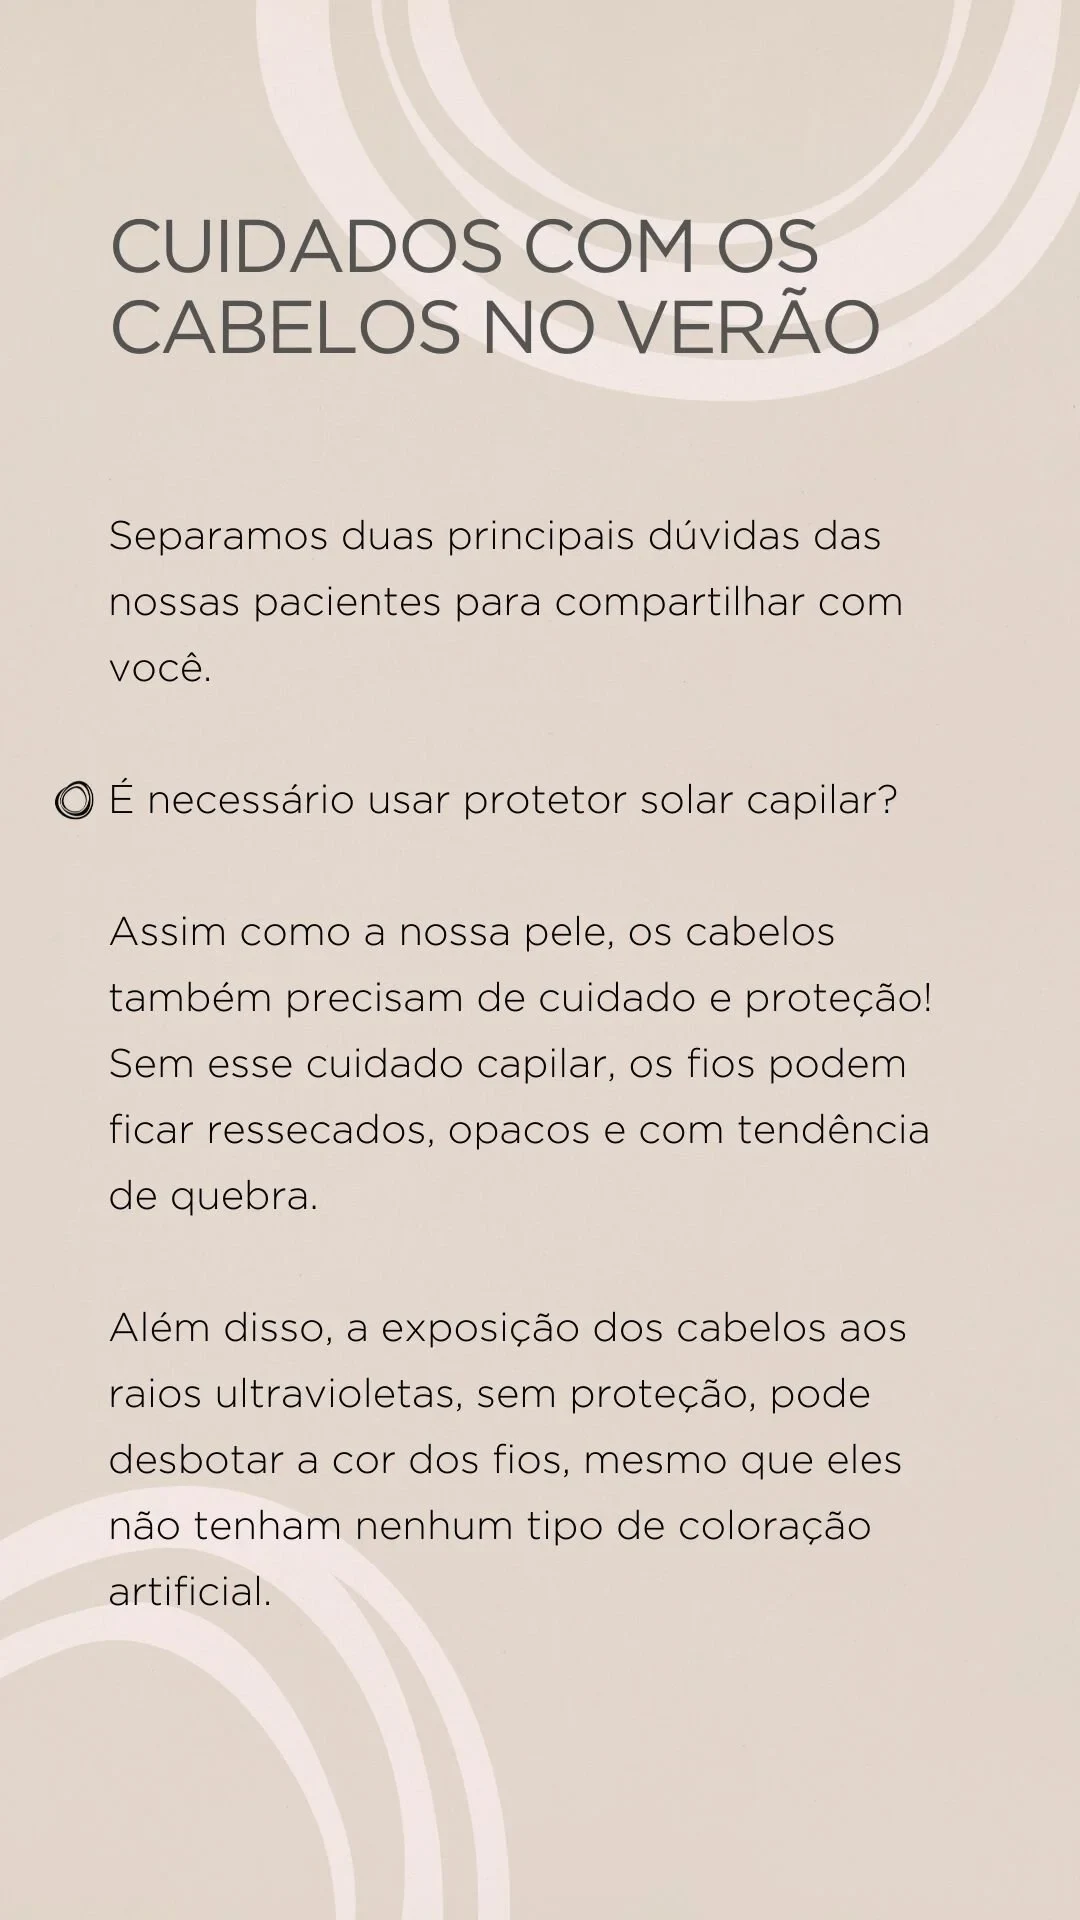 CUIDADOS COM OS
CABELOS NO VERÃO
Separamos duas principais dúvidas das
nossas pacientes para compartilhar com
você.
É necessário usar protetor solar capilar?
Assim como a nossa pele, os cabelos
também precisam de cuidado e proteção!
Sem esse cuidado capilar, os fios podem
ficar ressecados, opacos e com tendência
de quebra.
Além disso, a exposição dos cabelos aos
raios ultravioletas, sem proteção, pode
desbotar a cor dos fios, mesmo que eles
não tenham nenhum tipo de coloração
artificial.